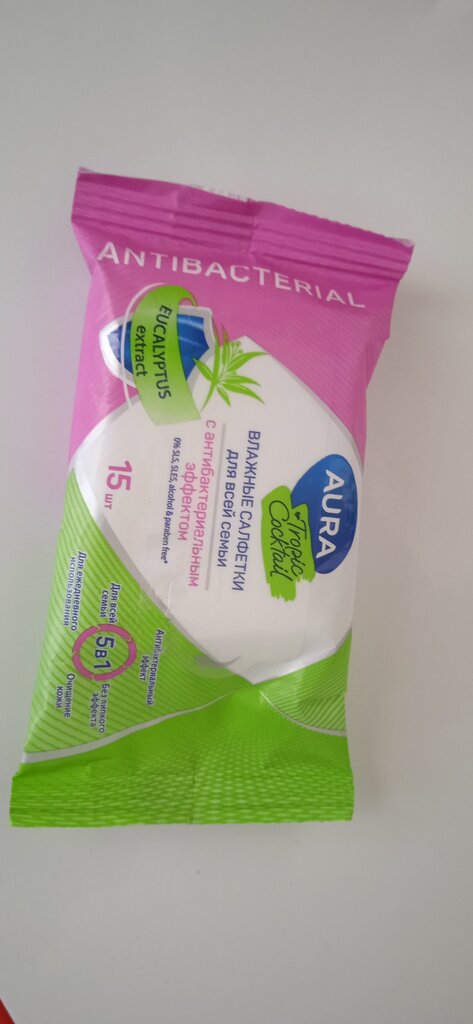 ANTIBACTERIAL
EUCALYPTUS
extract
AURA
Tropic
Cocktail
ВЛАЖНЫЕ САЛФЕТКИ
ДЛЯ ВСЕЙ СЕМЬИ
с антибактериальным
эффектом
0% SLS, SLES, alcohol & paraben free*
15 шт
Антибактериальный
эффект
Для всей
семьи
5в1
Без липкого
эффекта
Для ежедневного
использования
Очищение
кожи